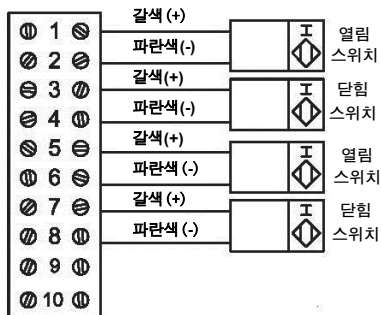 갈색 (+)
1
열림
파란색(-)
스위치
2
갈색(+)
3
닫힘
파란색(-)
스위치
4
갈색(+)
5
열림
파란색 (-)
스위치
6
갈색 (+)
7
닫힘
파란색 (-)
스위치
8
9
10